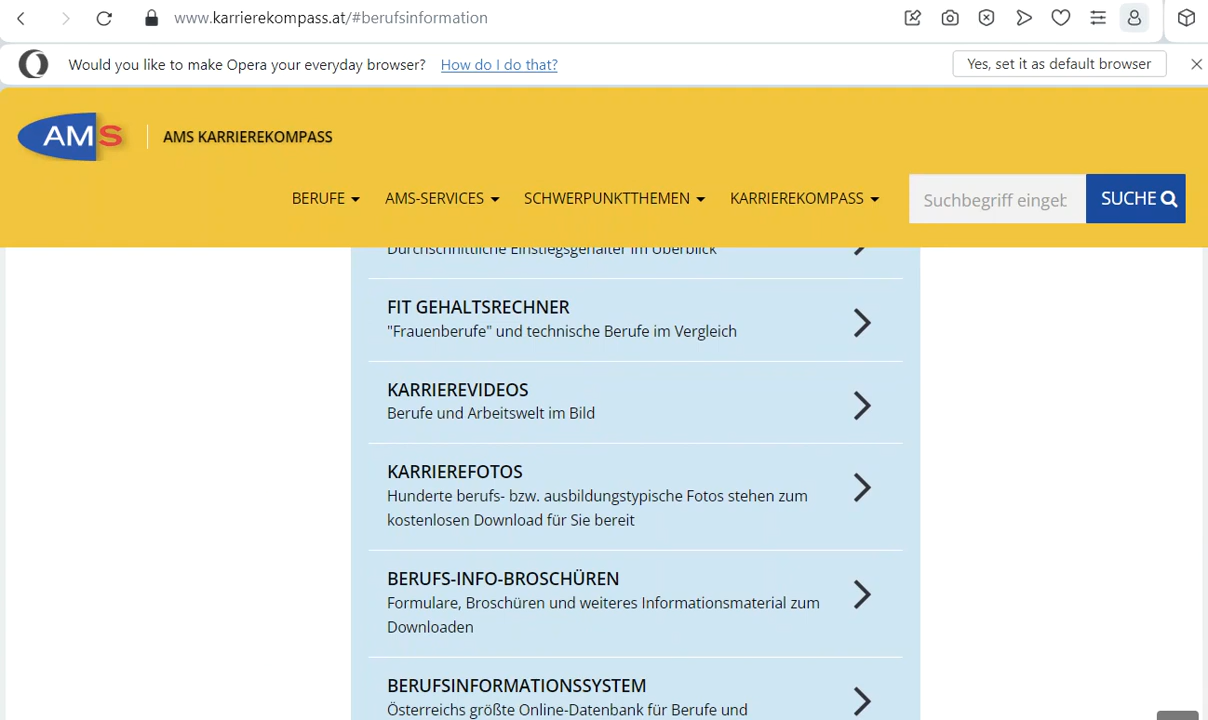 www.karrierekompass.at/#berufsinformation
Would you like to make Opera your everyday browser? How do I do that? Yes, set it as default browser
AMS AMS KARRIEREKOMPASS
BERUFE AMS-SERVICES SCHWERPUNKTTHEMEN KARRIEREKOMPASS Suchbegriff eingeb SUCHE
Durchschnittliche Einstiegsgehälter im Überblick
FIT GEHALTSRECHNER
"Frauenberufe" und technische Berufe im Vergleich
KARRIEREVIDEOS
Berufe und Arbeitswelt im Bild
KARRIEREFOTOS
Hunderte berufs- bzw. ausbildungstypische Fotos stehen zum
kostenlosen Download für Sie bereit
BERUFS-INFO-BROSCHÜREN
Formulare, Broschüren und weiteres Informationsmaterial zum
Downloaden
BERUFSINFORMATIONSSYSTEM
Österreichs größte Online-Datenbank für Berufe und